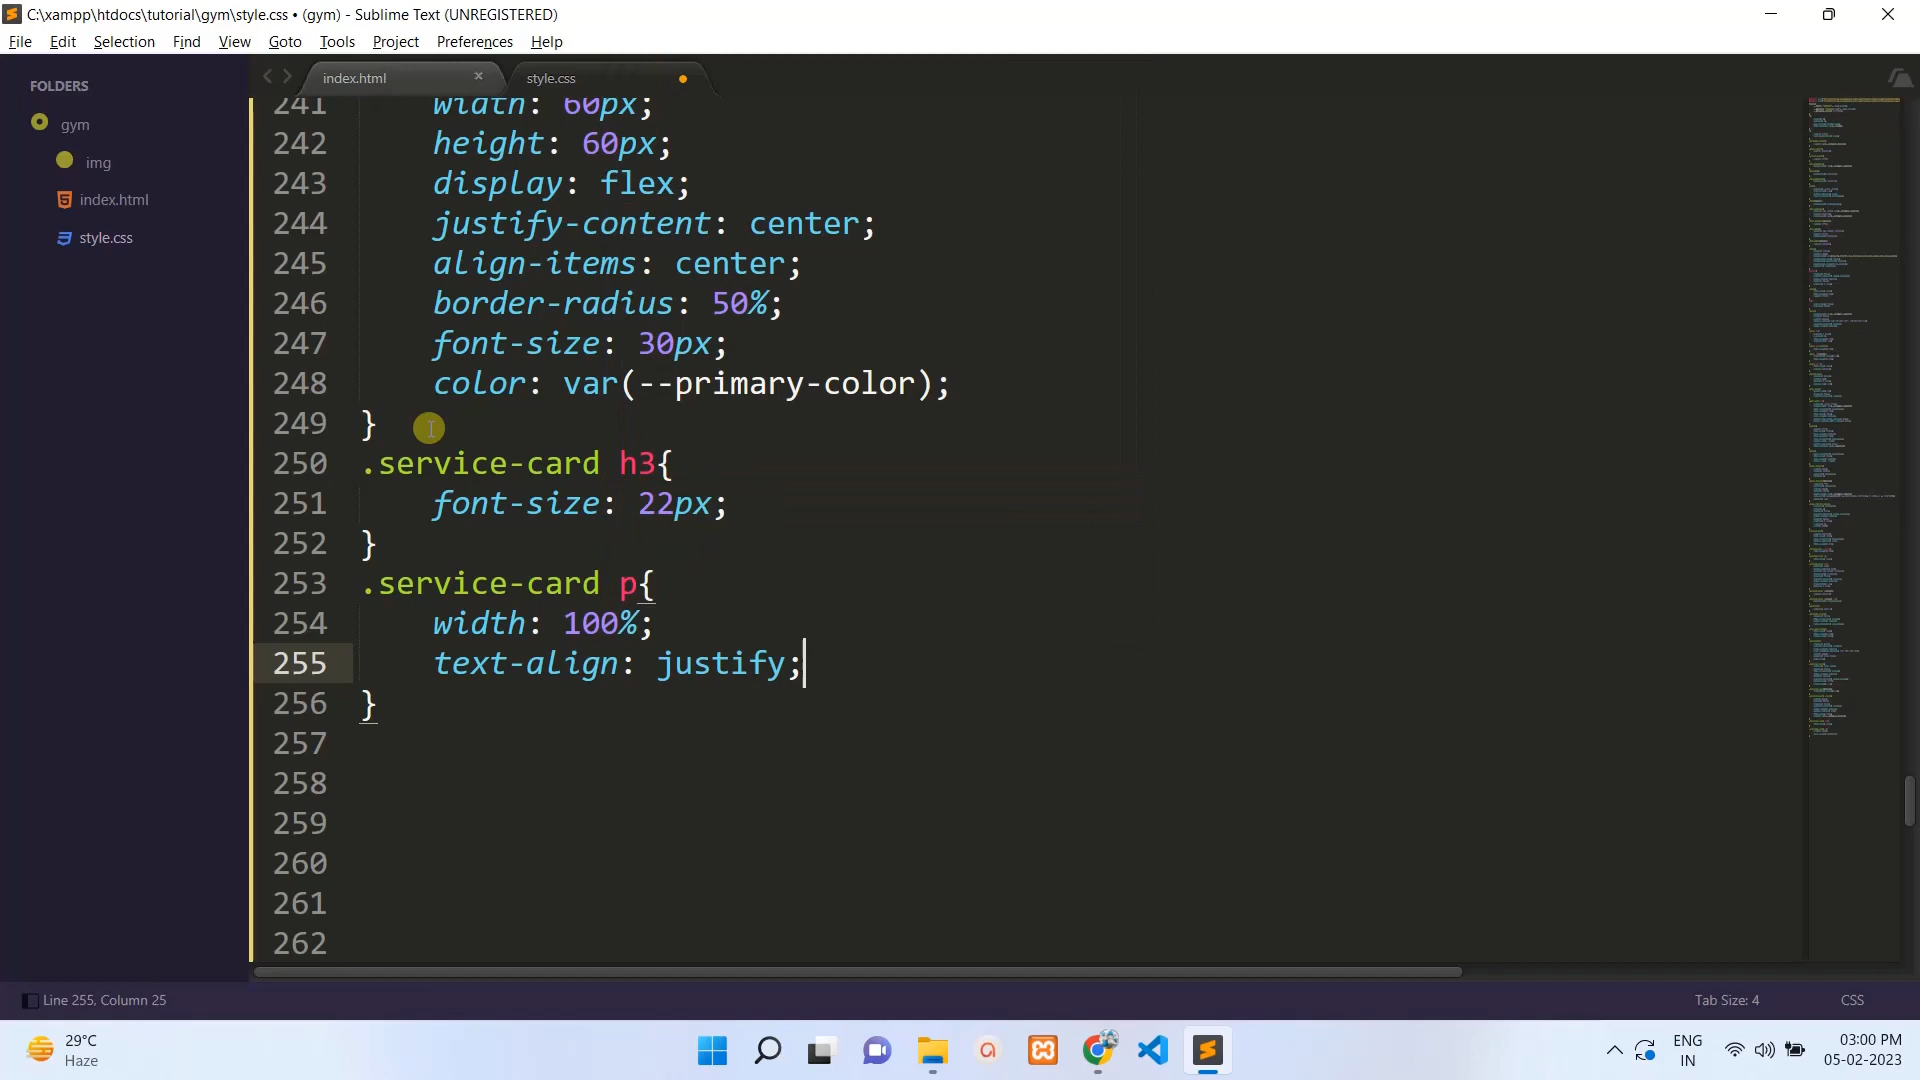 C:\xampp\htdocs\tutorial\gym\style.css • (gym) - Sublime Text (UNREGISTERED)
File Edit Selection Find View Goto Tools Project Preferences Help
FOLDERS
gym
img
index.html
style.css
index.html × style.css
241 width: 60px;
242 height: 60px;
243 display: flex;
244 justify-content: center;
245 align-items: center;
246 border-radius: 50%;
247 font-size: 30px;
248 color: var(--primary-color);
249 }
250 .service-card h3{
251 font-size: 22px;
252 }
253 .service-card p{
254 width: 100%;
255 text-align: justify;
256 }
257
258
259
260
261
262
Line 255, Column 25 Tab Size: 4 CSS
29°C
Haze
ENG
IN
03:00 PM
05-02-2023